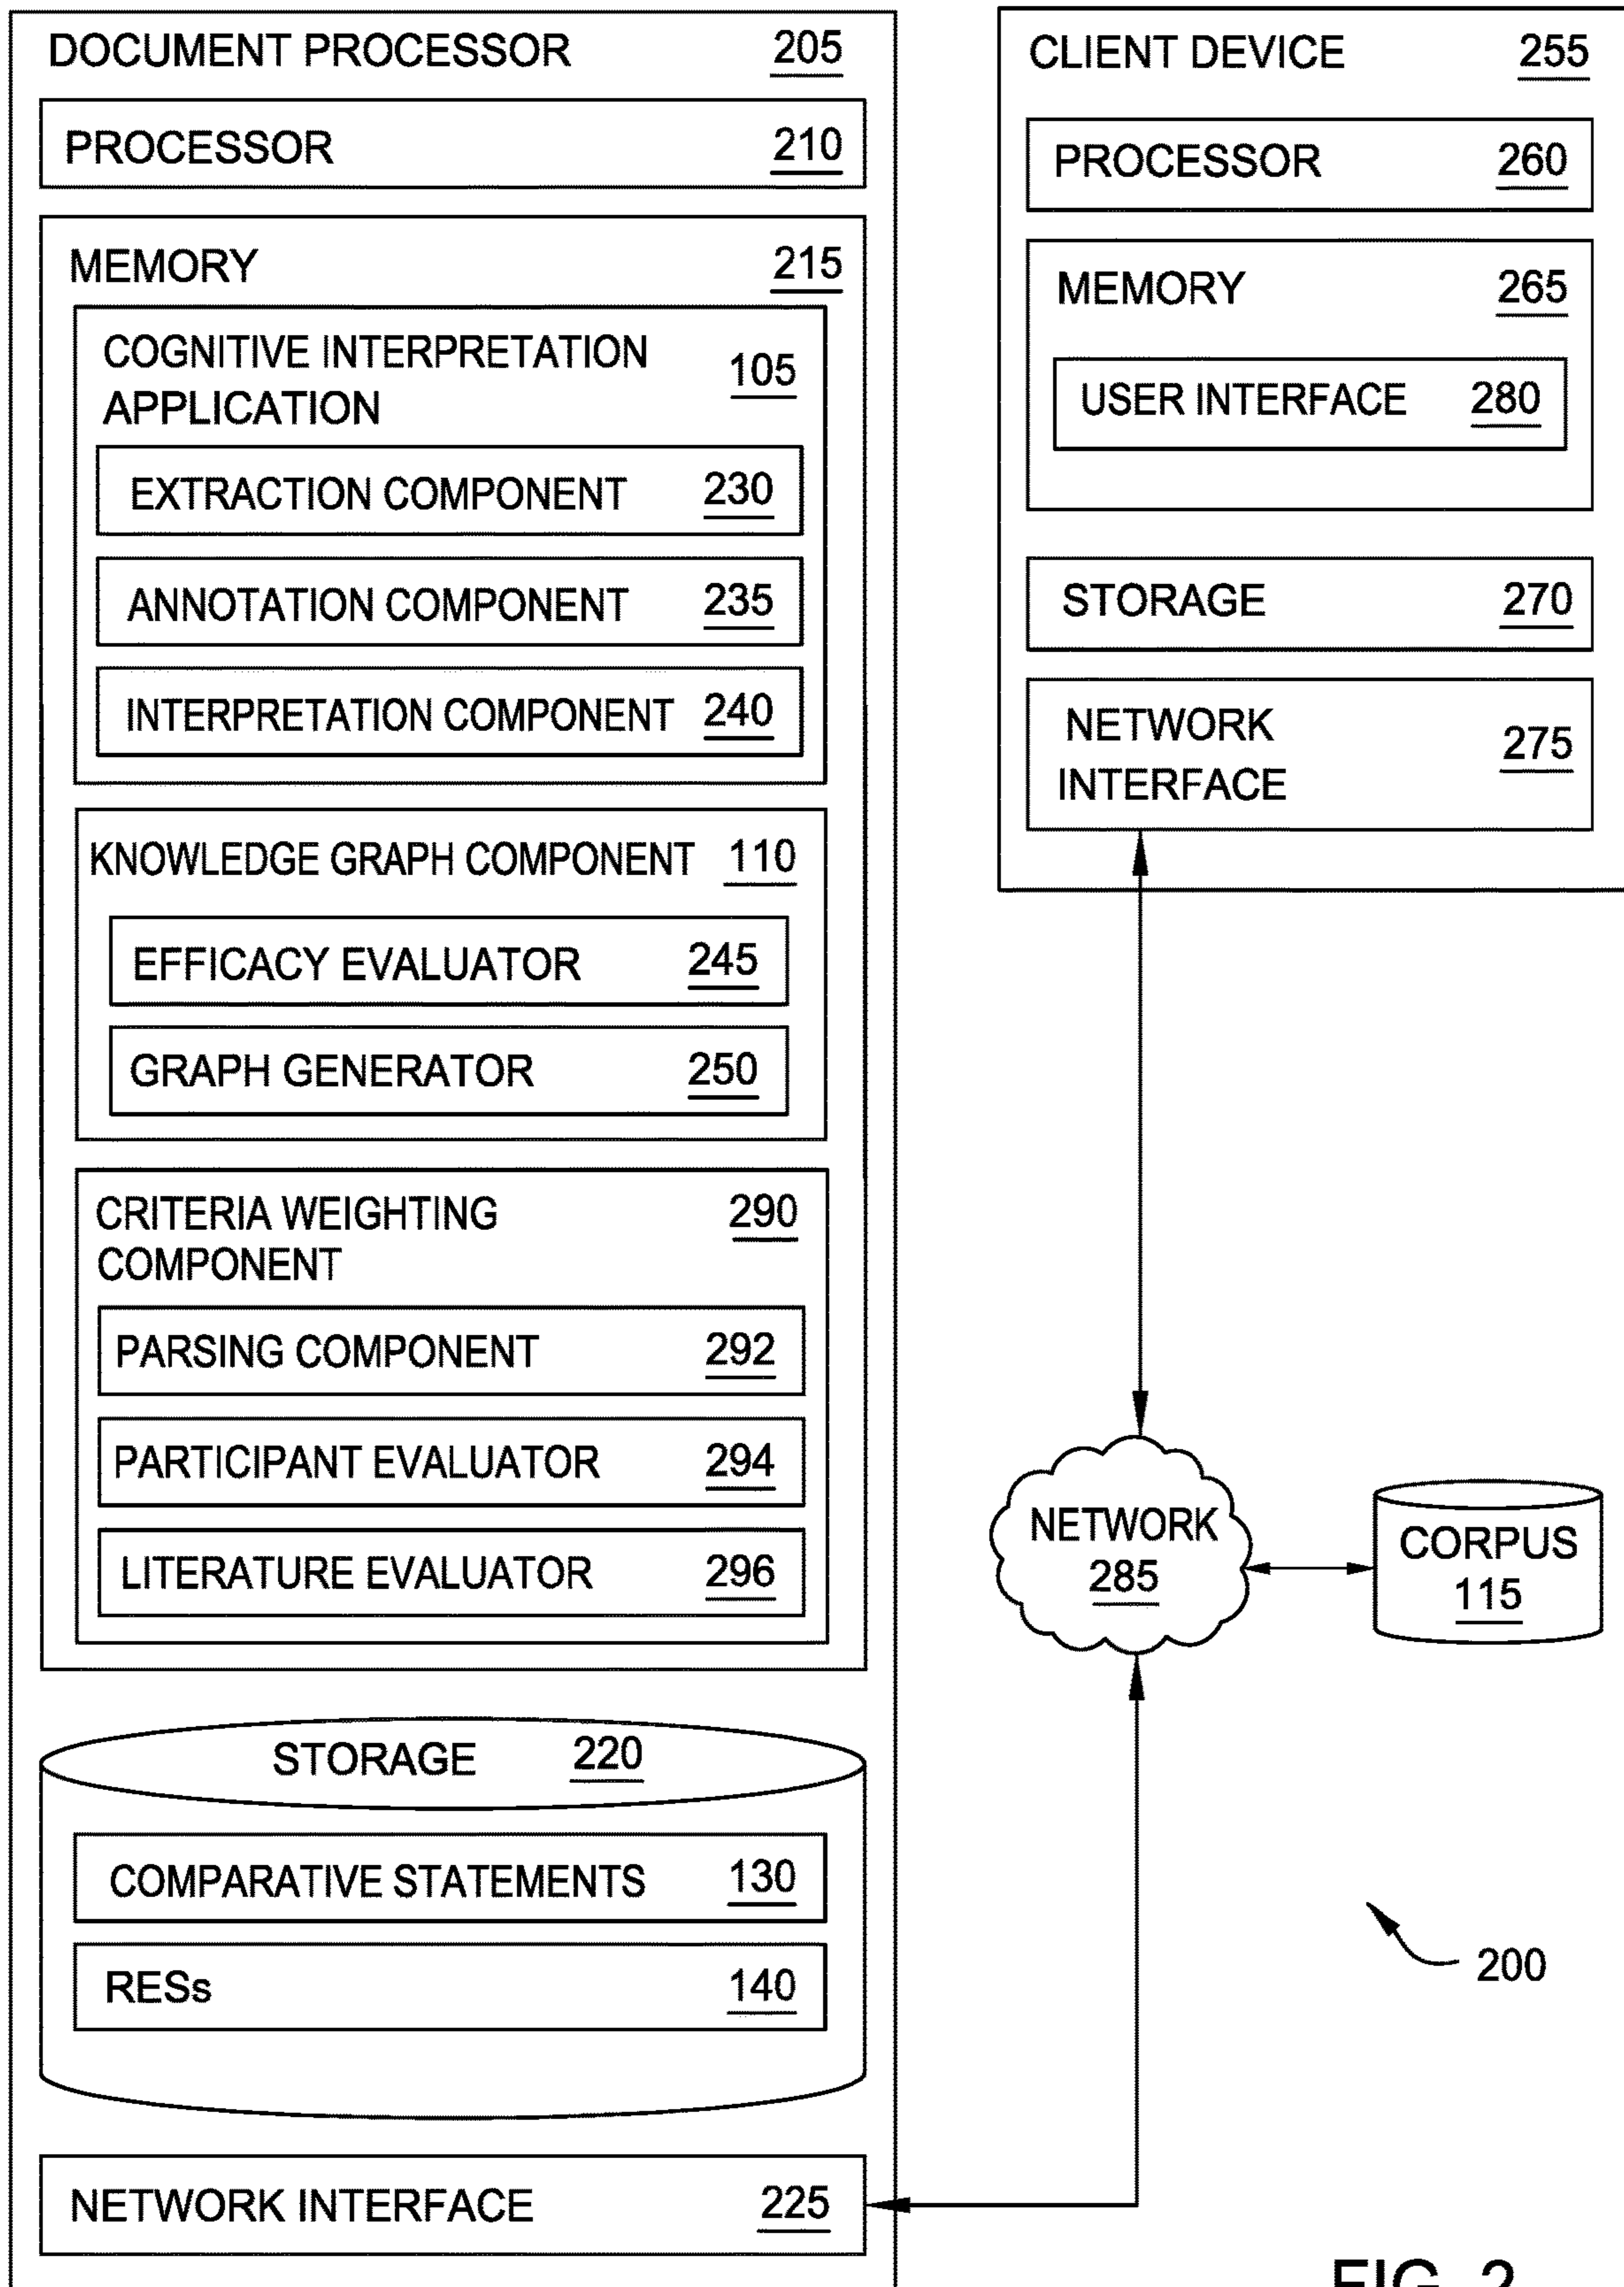 DOCUMENT PROCESSOR 205
PROCESSOR 210
MEMORY 215
COGNITIVE INTERPRETATION
APPLICATION 105
EXTRACTION COMPONENT 230
ANNOTATION COMPONENT 235
INTERPRETATION COMPONENT 240
KNOWLEDGE GRAPH COMPONENT 110
EFFICACY EVALUATOR 245
GRAPH GENERATOR 250
CRITERIA WEIGHTING 290
COMPONENT
PARSING COMPONENT 292
PARTICIPANT EVALUATOR 294
LITERATURE EVALUATOR 296
STORAGE 220
COMPARATIVE STATEMENTS 130
RESs 140
NETWORK INTERFACE 225
CLIENT DEVICE 255
PROCESSOR 260
MEMORY 265
USER INTERFACE 280
STORAGE 270
NETWORK
INTERFACE 275
NETWORK
285
CORPUS
115
200
FIG. 2